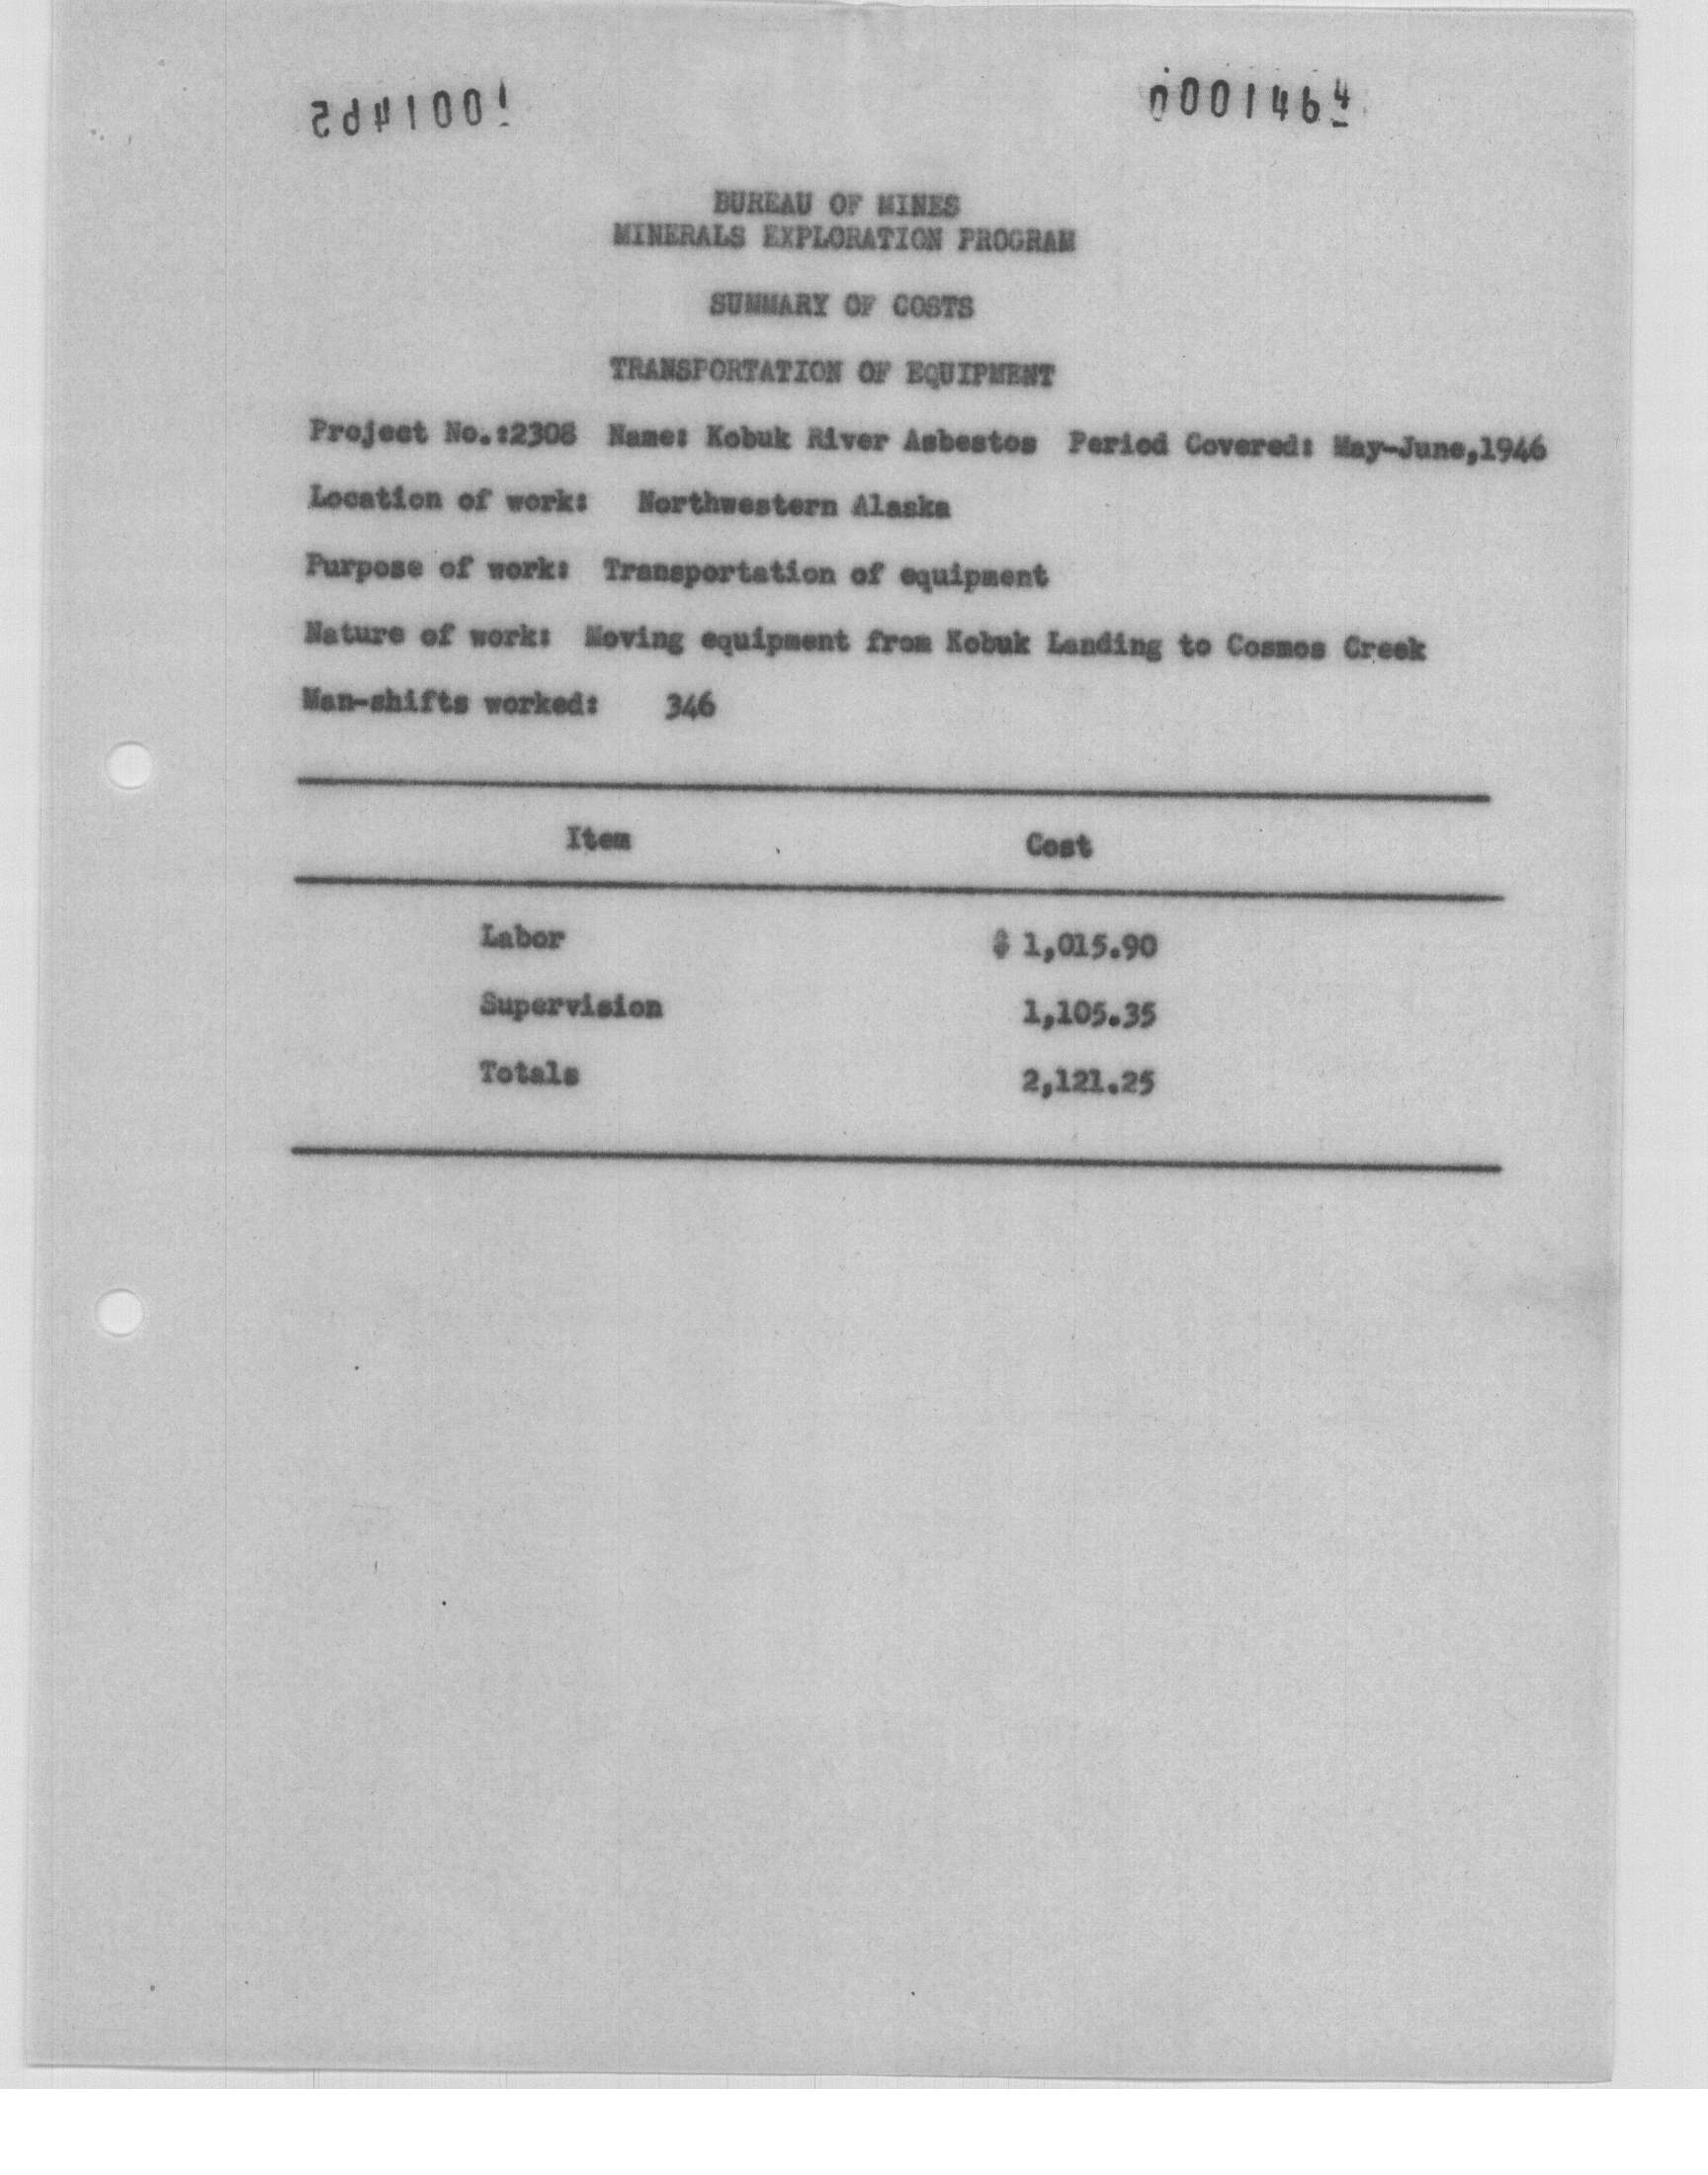 0001464
BUREAU OF MINES
MINERALS EXPLORATION PROGRAM
SUMMARY OF COSTS
TRANSPORTATION OF EQUIPMENT
Project No.:2308 Name: Kobuk River Asbestos Period Covered: May-June,1946
Location of work: Northwestern Alaska
Purpose of work: Transportation of equipment
Nature of work: Moving equipment from Kobuk Landing to Cosmos Creek
Man-shifts worked: 346
Item Cost
Labor $ 1,015.90
Supervision 1,105.35
Totals 2,121.25